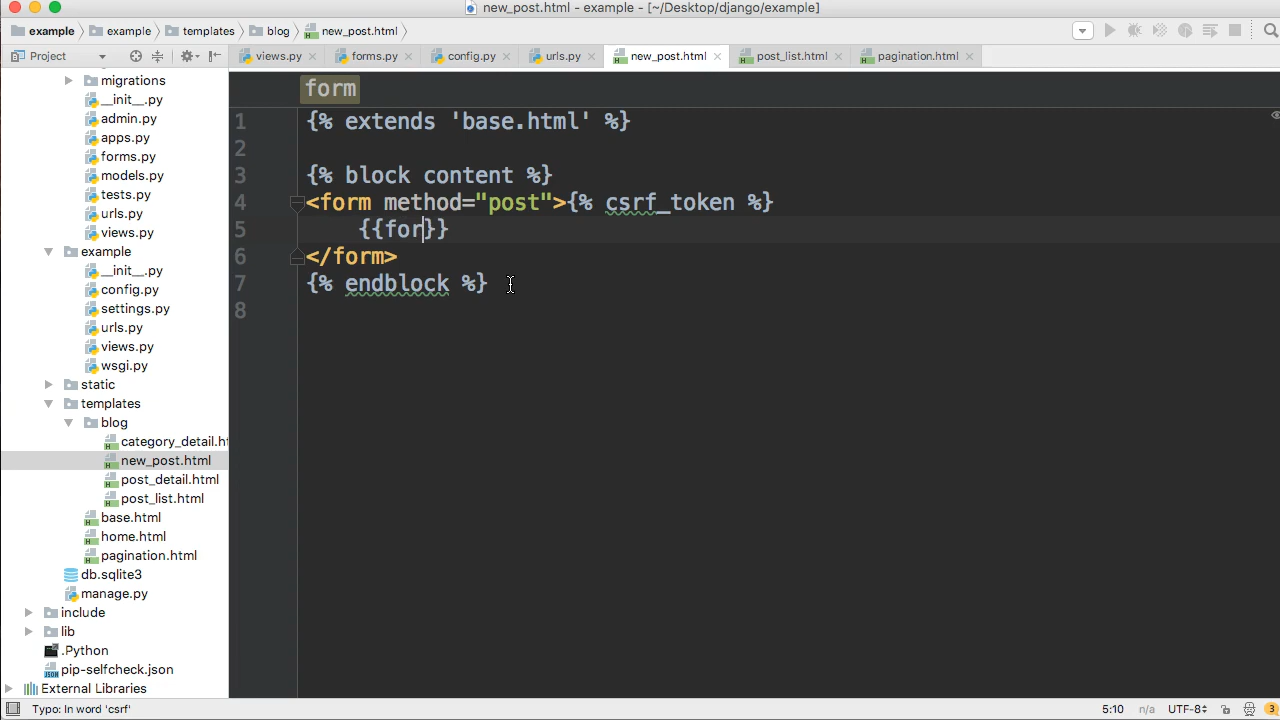 new_post.html - example - [~/Desktop/django/example]
example example templates blog new_post.html
Project views.py forms.py config.py urls.py new_post.html post_list.html pagination.html
migrations
__init__.py
admin.py
apps.py
forms.py
models.py
tests.py
urls.py
views.py
example
__init__.py
config.py
settings.py
urls.py
views.py
wsgi.py
static
templates
blog
category_detail.ht
new_post.html
post_detail.html
post_list.html
base.html
home.html
pagination.html
db.sqlite3
manage.py
include
lib
.Python
pip-selfcheck.json
External Libraries
form
1 {% extends 'base.html' %}
2
3 {% block content %}
4 <form method="post">{% csrf_token %}
5 {{for}}
6 </form>
7 {% endblock %}
8
Typo: In word 'csrf' 5:10 n/a UTF-8 3